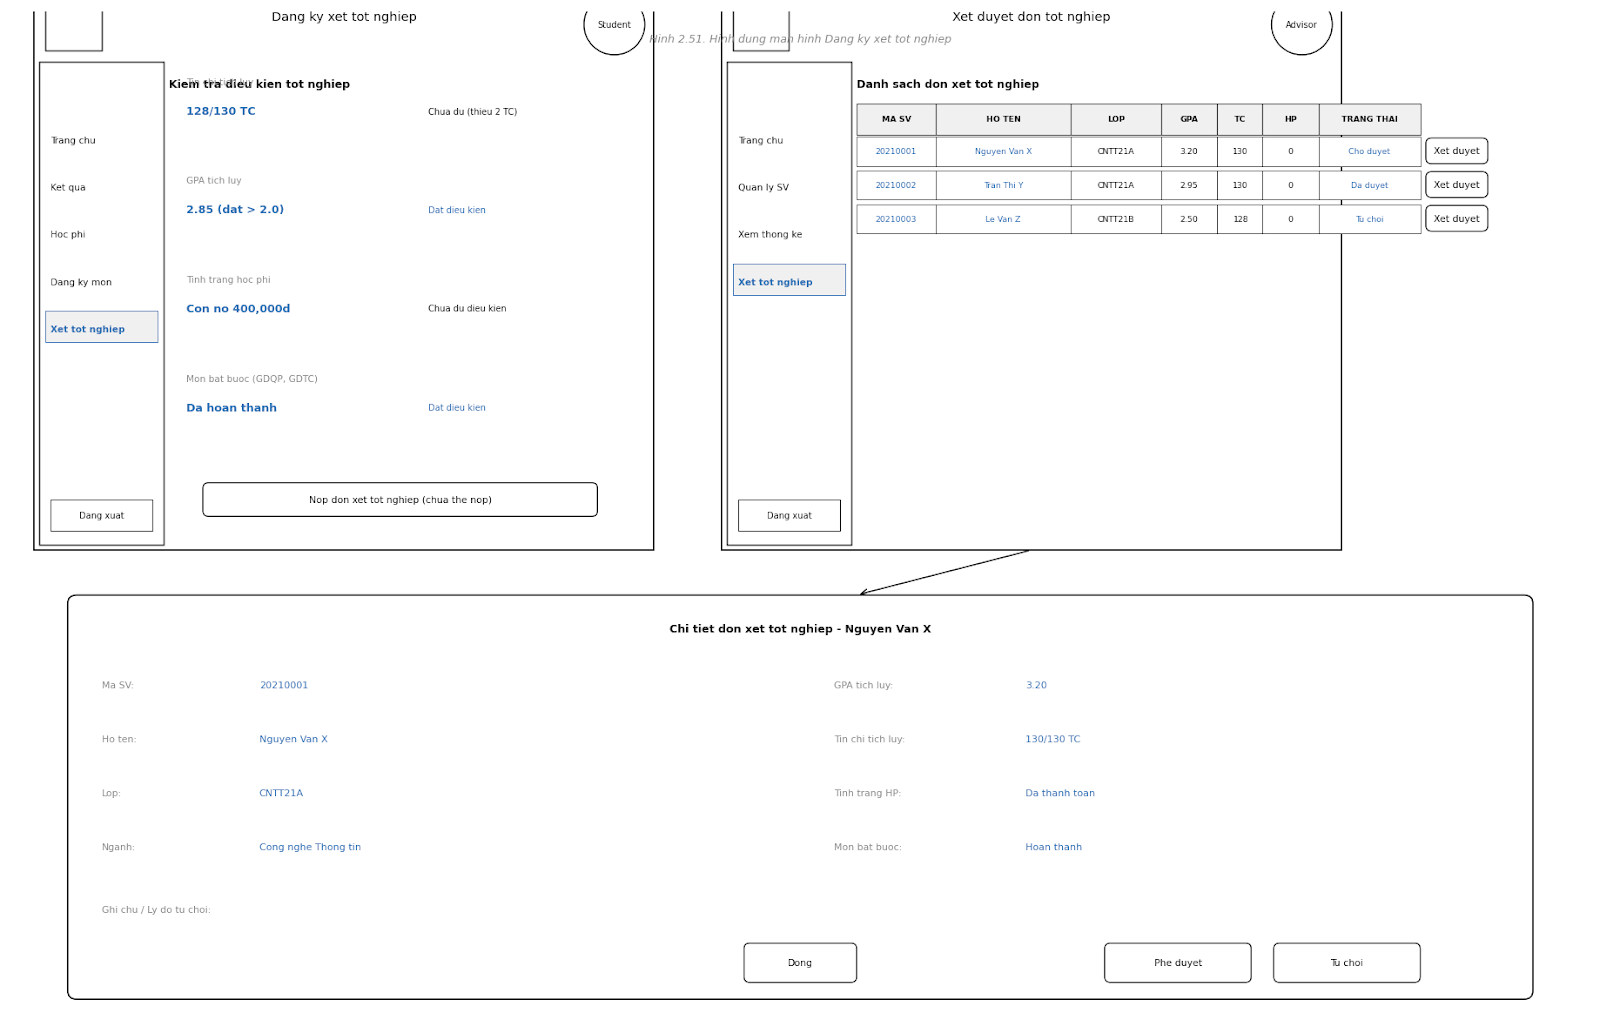 Dang ky xet tot nghiep
Student
Xet duyet don tot nghiep
Advisor
Hinh 2.51. Hinh dung man hinh Dang ky xet tot nghiep
Tin chi tich luy
Kiem tra dieu kien tot nghiep
128/130 TC
Chua du (thieu 2 TC)
Trang chu
GPA tich luy
Ket qua
2.85 (dat > 2.0)
Dat dieu kien
Hoc phi
Tinh trang hoc phi
Dang ky mon
Con no 400,000d
Chua du dieu kien
Xet tot nghiep
Mon bat buoc (GDQP, GDTC)
Da hoan thanh
Dat dieu kien
Nop don xet tot nghiep (chua the nop)
Dang xuat
Danh sach don xet tot nghiep
MA SV HO TEN LOP GPA TC HP TRANG THAI
20210001 Nguyen Van X CNTT21A 3.20 130 0 Cho duyet Xet duyet
20210002 Tran Thi Y CNTT21A 2.95 130 0 Da duyet Xet duyet
20210003 Le Van Z CNTT21B 2.50 128 0 Tu choi Xet duyet
Trang chu
Quan ly SV
Xem thong ke
Xet tot nghiep
Dang xuat
Chi tiet don xet tot nghiep - Nguyen Van X
Ma SV: 20210001 GPA tich luy: 3.20
Ho ten: Nguyen Van X Tin chi tich luy: 130/130 TC
Lop: CNTT21A Tinh trang HP: Da thanh toan
Nganh: Cong nghe Thong tin Mon bat buoc: Hoan thanh
Ghi chu / Ly do tu choi:
Dong Phe duyet Tu choi